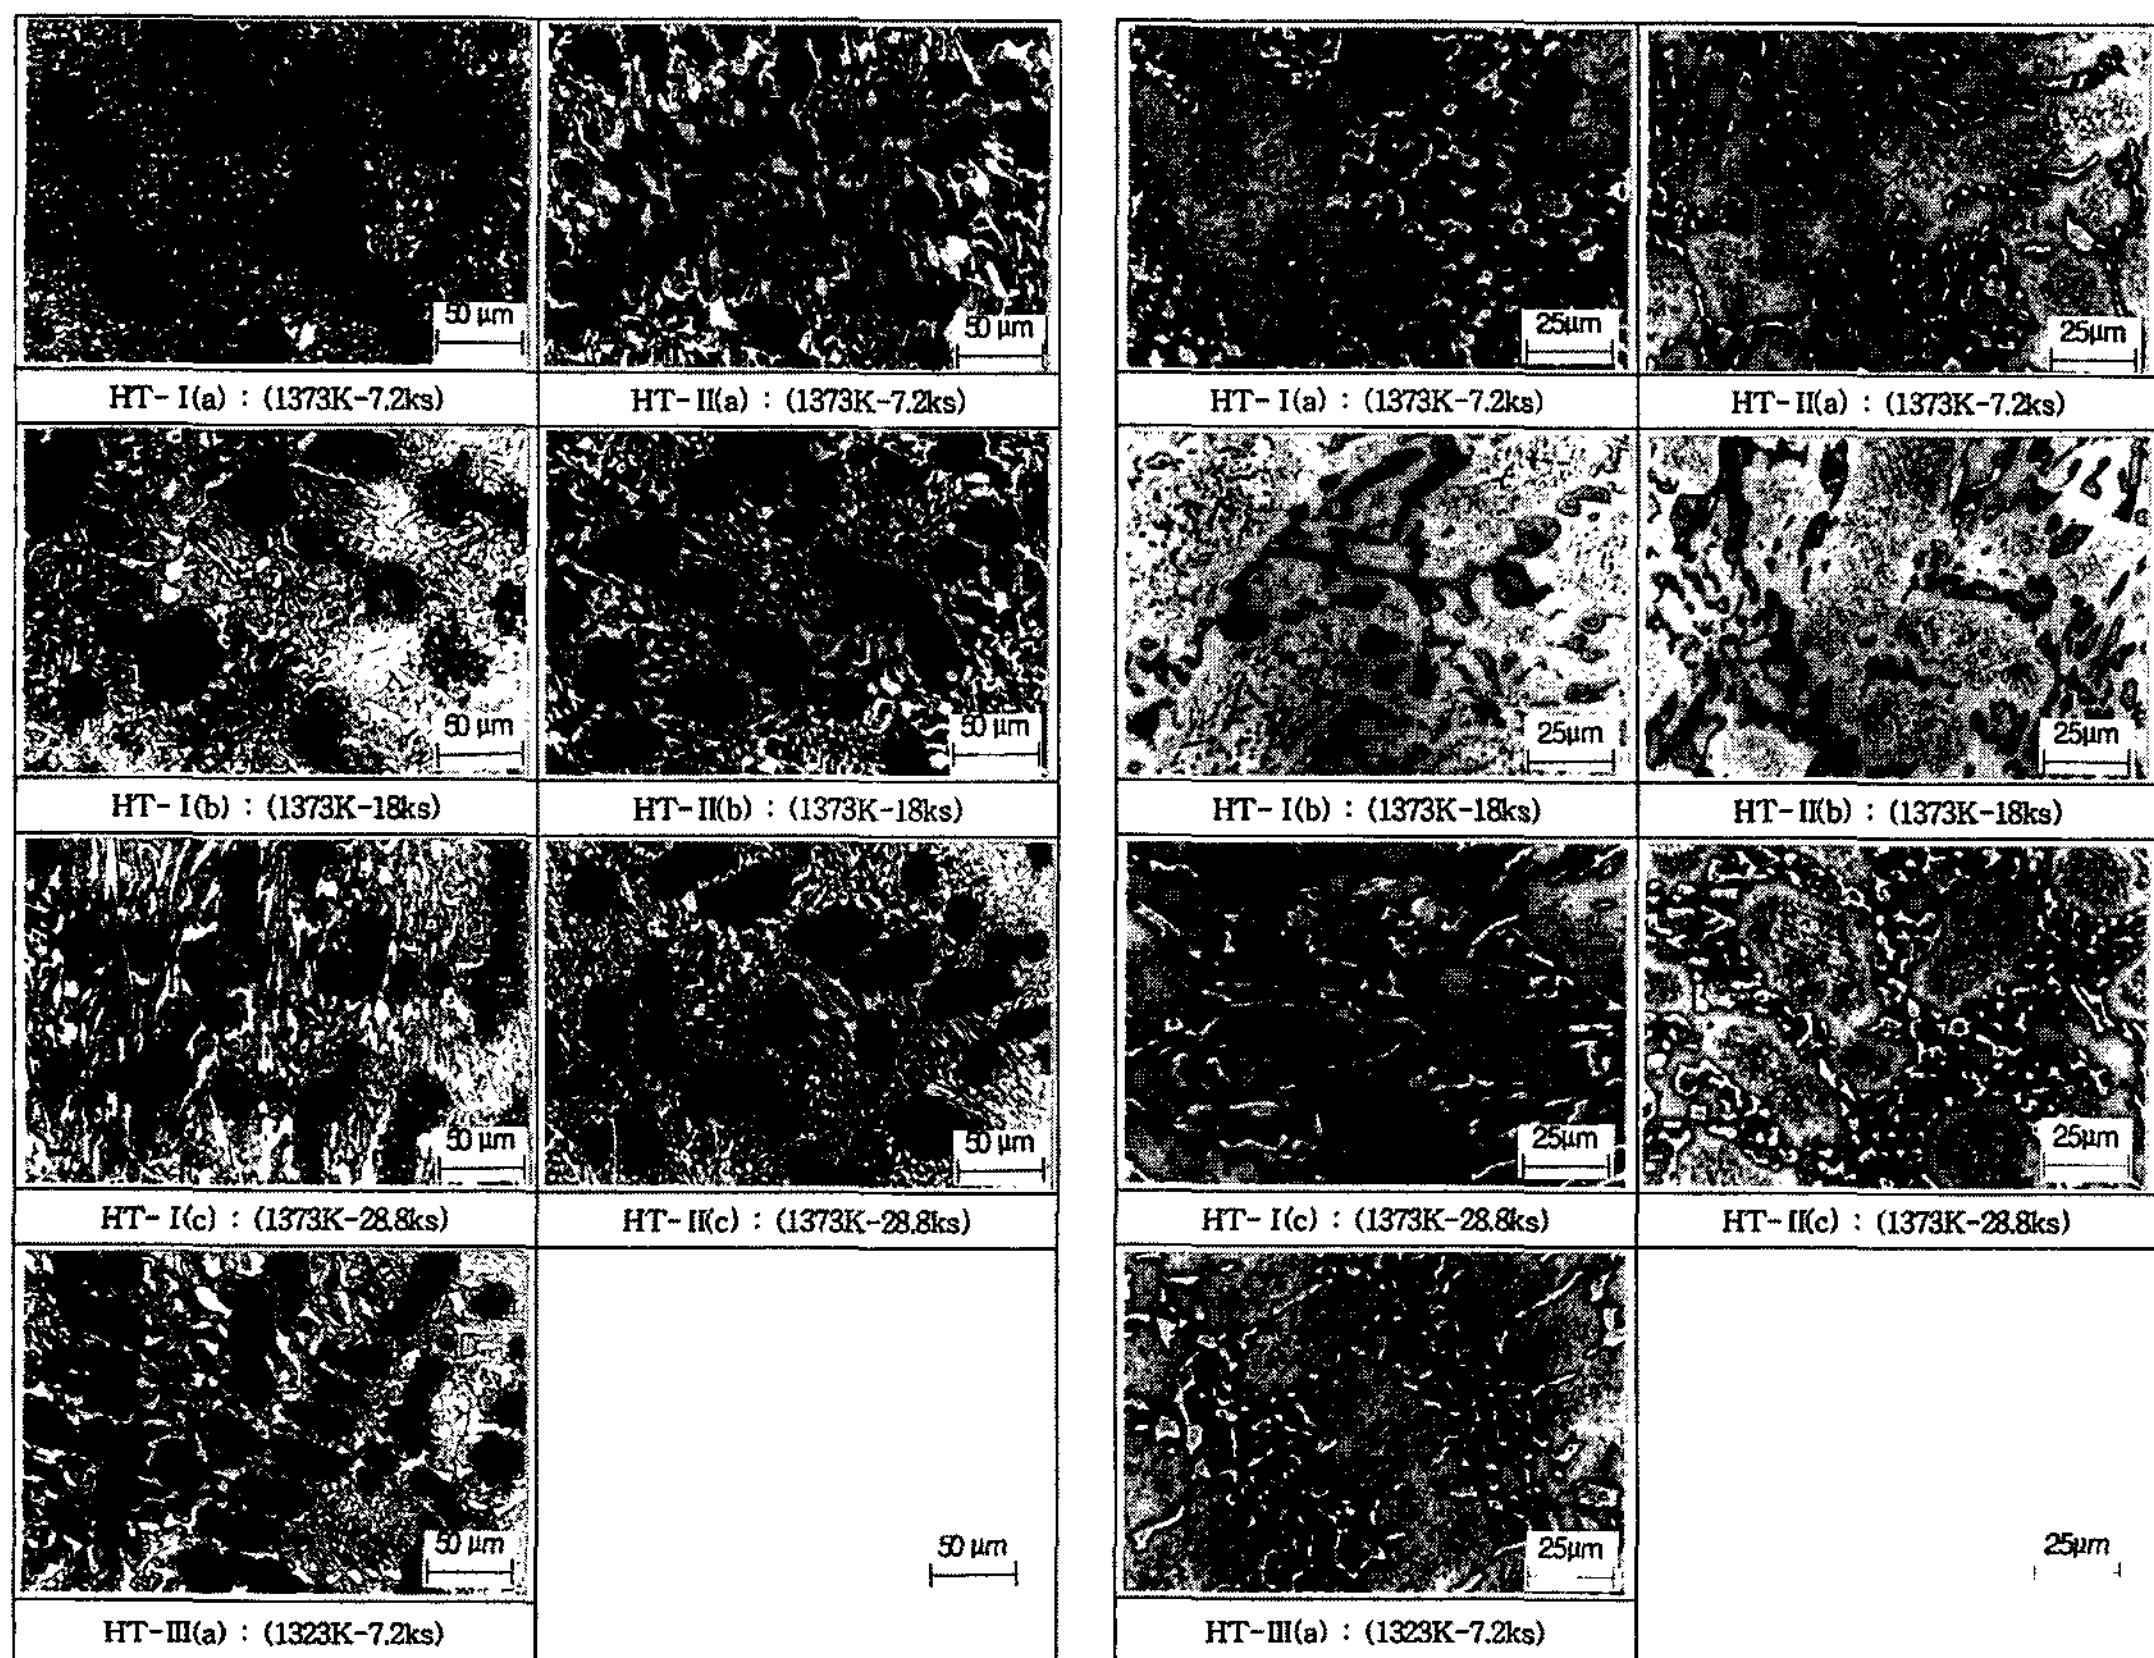 50 μm
50 μm
HT-I(a) : (1373K-7.2ks)
HT-II(a) : (1373K-7.2ks)
50 μm
50 μm
HT-I(b) : (1373K-18ks)
HT-II(b) : (1373K-18ks)
50 μm
50 μm
HT-I(c) : (1373K-28.8ks)
HT-II(c) : (1373K-28.8ks)
50 μm
50 μm
HT-III(a) : (1323K-7.2ks)
25μm
25μm
HT-I(a) : (1373K-7.2ks)
HT-II(a) : (1373K-7.2ks)
25μm
25μm
HT-I(b) : (1373K-18ks)
HT-II(b) : (1373K-18ks)
25μm
25μm
HT-I(c) : (1373K-28.8ks)
HT-II(c) : (1373K-28.8ks)
25μm
25μm
HT-III(a) : (1323K-7.2ks)